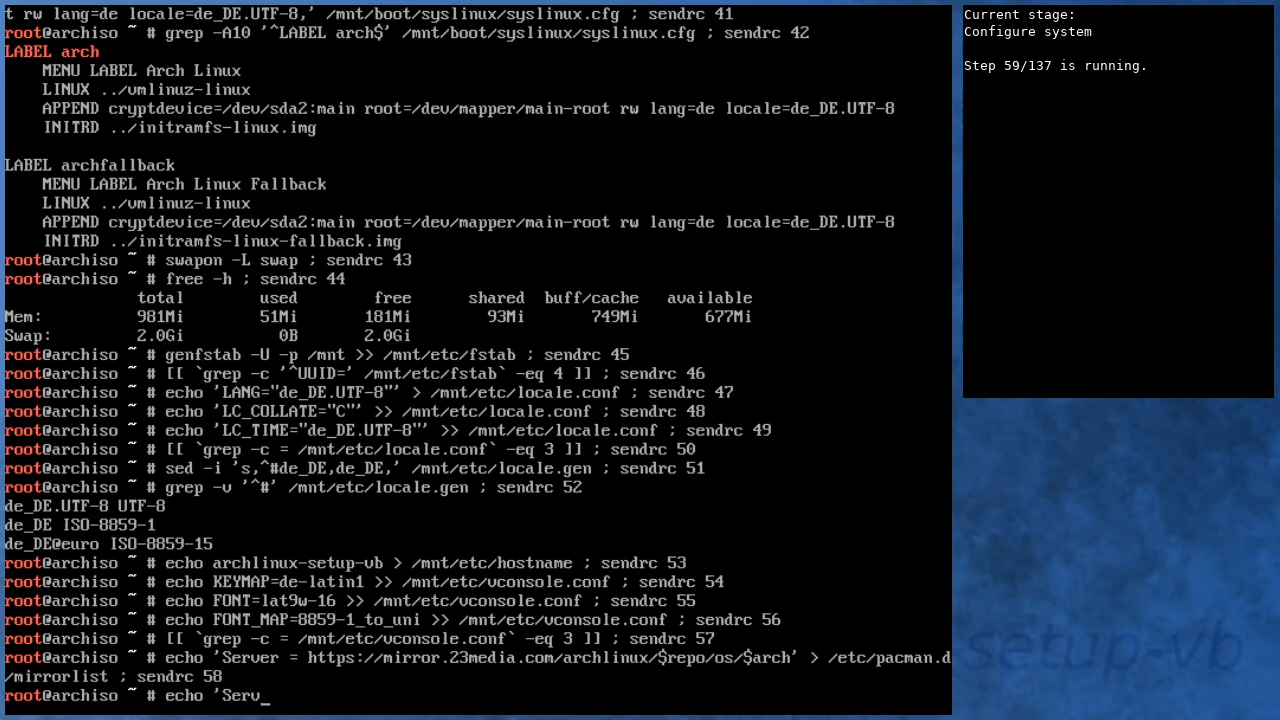 t rw lang=de locale=de_DE.UTF-8,' /mnt/boot/syslinux/syslinux.cfg ; sendrc 41
root@archiso ~ # grep -A10 '^LABEL arch$' /mnt/boot/syslinux/syslinux.cfg ; sendrc 42
LABEL arch
    MENU LABEL Arch Linux
    LINUX ../vmlinuz-linux
    APPEND cryptdevice=/dev/sda2:main root=/dev/mapper/main-root rw lang=de locale=de_DE.UTF-8
    INITRD ../initramfs-linux.img

LABEL archfallback
    MENU LABEL Arch Linux Fallback
    LINUX ../vmlinuz-linux
    APPEND cryptdevice=/dev/sda2:main root=/dev/mapper/main-root rw lang=de locale=de_DE.UTF-8
    INITRD ../initramfs-linux-fallback.img
root@archiso ~ # swapon -L swap ; sendrc 43
root@archiso ~ # free -h ; sendrc 44
              total        used        free      shared  buff/cache   available
Mem:          981Mi        51Mi       181Mi        93Mi       749Mi       677Mi
Swap:         2.0Gi          0B       2.0Gi
root@archiso ~ # genfstab -U -p /mnt >> /mnt/etc/fstab ; sendrc 45
root@archiso ~ # [[ `grep -c '^UUID=' /mnt/etc/fstab` -eq 4 ]] ; sendrc 46
root@archiso ~ # echo 'LANG="de_DE.UTF-8"' > /mnt/etc/locale.conf ; sendrc 47
root@archiso ~ # echo 'LC_COLLATE="C"' >> /mnt/etc/locale.conf ; sendrc 48
root@archiso ~ # echo 'LC_TIME="de_DE.UTF-8"' >> /mnt/etc/locale.conf ; sendrc 49
root@archiso ~ # [[ `grep -c = /mnt/etc/locale.conf` -eq 3 ]] ; sendrc 50
root@archiso ~ # sed -i 's,^#de_DE,de_DE,' /mnt/etc/locale.gen ; sendrc 51
root@archiso ~ # grep -v '^#' /mnt/etc/locale.gen ; sendrc 52
de_DE.UTF-8 UTF-8
de_DE ISO-8859-1
de_DE@euro ISO-8859-15
root@archiso ~ # echo archlinux-setup-vb > /mnt/etc/hostname ; sendrc 53
root@archiso ~ # echo KEYMAP=de-latin1 >> /mnt/etc/vconsole.conf ; sendrc 54
root@archiso ~ # echo FONT=lat9w-16 >> /mnt/etc/vconsole.conf ; sendrc 55
root@archiso ~ # echo FONT_MAP=8859-1_to_uni >> /mnt/etc/vconsole.conf ; sendrc 56
root@archiso ~ # [[ `grep -c = /mnt/etc/vconsole.conf` -eq 3 ]] ; sendrc 57
root@archiso ~ # echo 'Server = https://mirror.23media.com/archlinux/$repo/os/$arch' > /etc/pacman.d
/mirrorlist ; sendrc 58
root@archiso ~ # echo 'Serv_
Current stage:
Configure system

Step 59/137 is running.
setup-vb